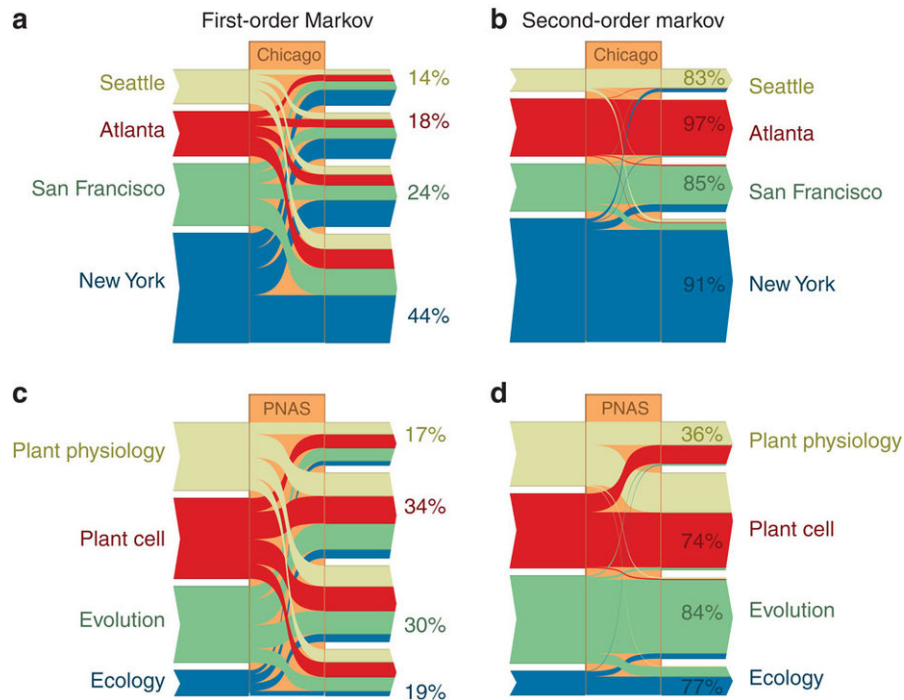 a
First-order Markov
b
Second-order markov
Chicago
Seattle
14%
Atlanta
18%
San Francisco
24%
New York
44%
Chicago
83%
Seattle
97%
Atlanta
85%
San Francisco
91%
New York
c
PNAS
Plant physiology
17%
Plant cell
34%
Evolution
30%
Ecology
19%
d
PNAS
36%
Plant physiology
74%
Plant cell
84%
Evolution
77%
Ecology